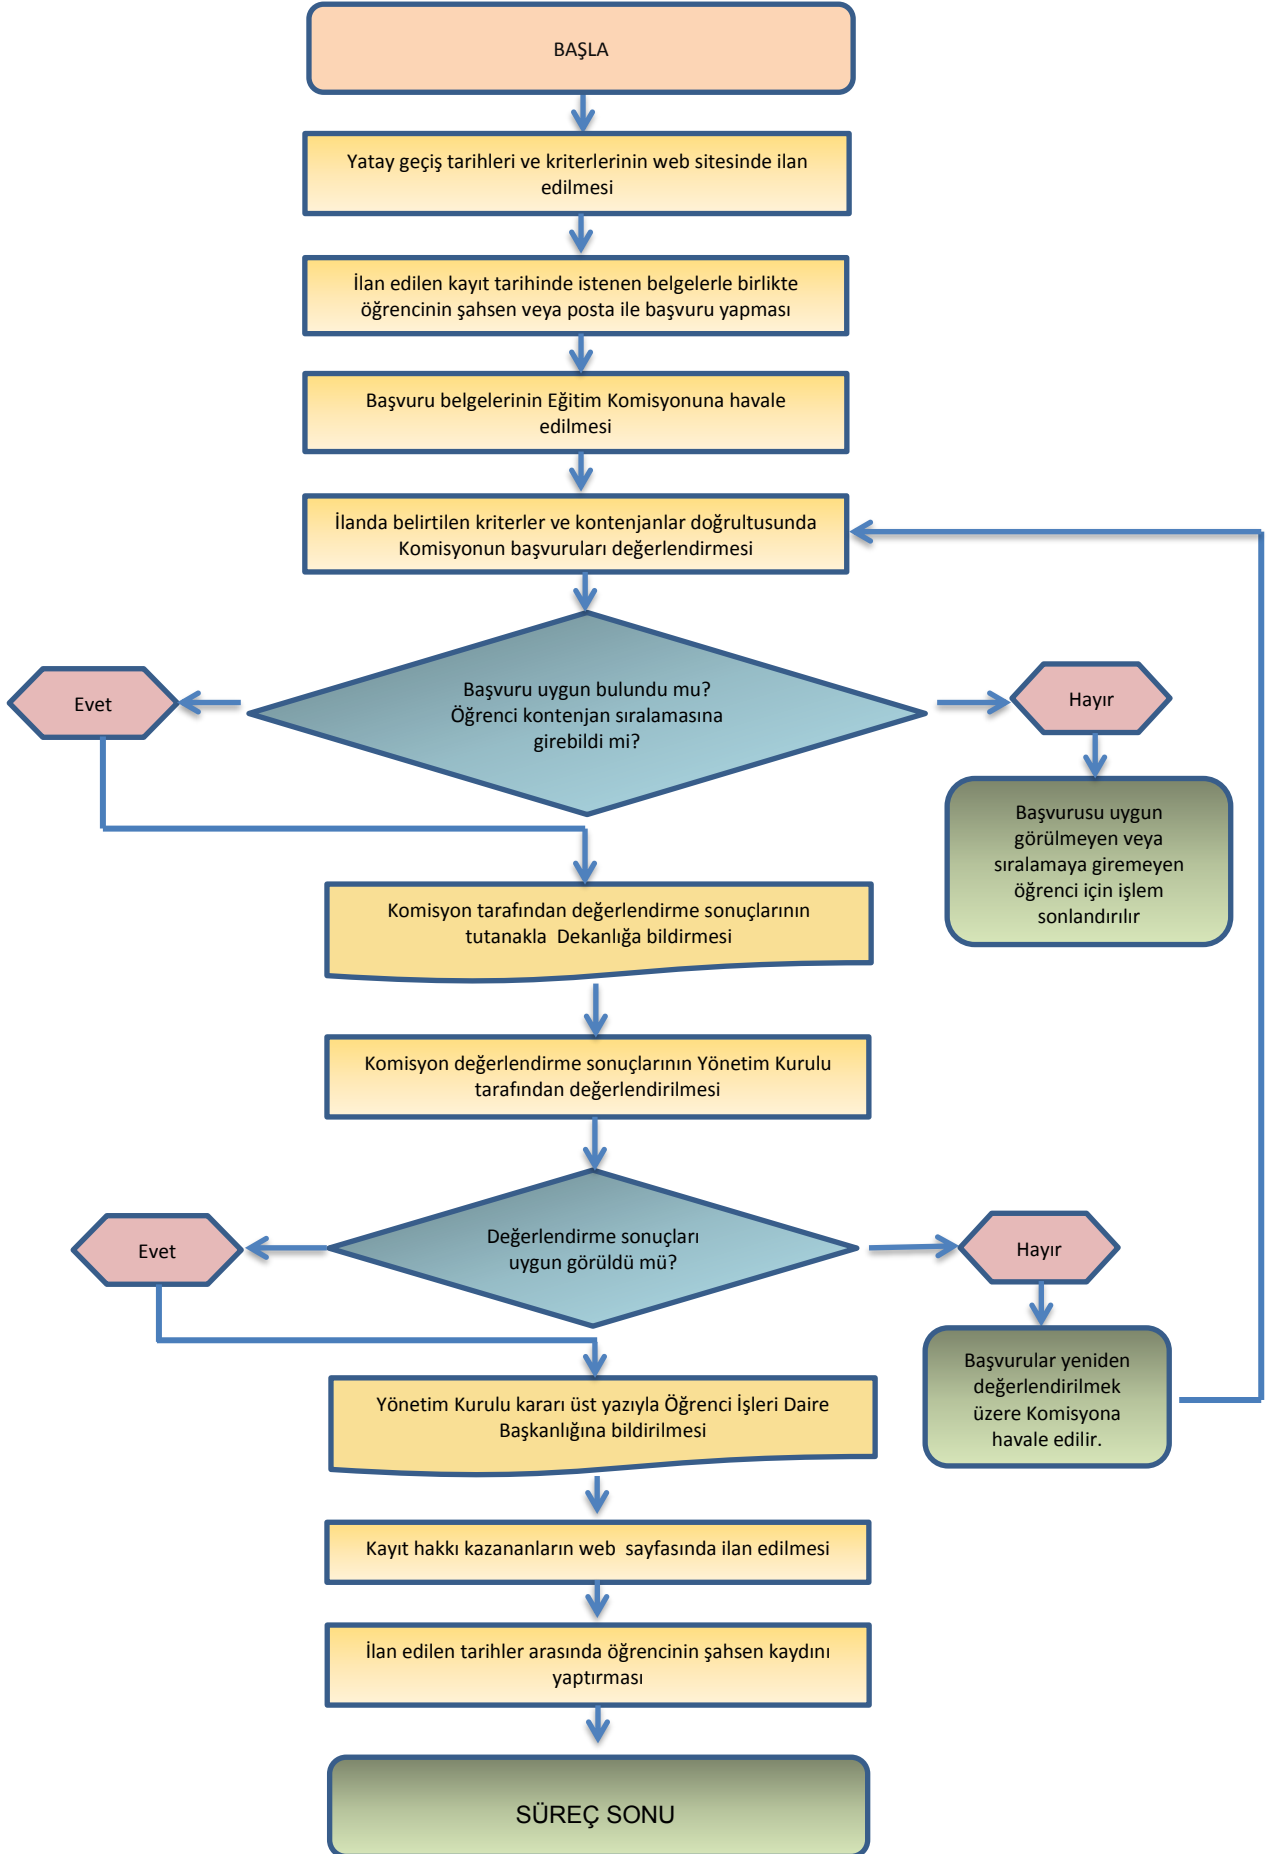 BAŞLA
Yatay geçiş tarihleri ve kriterlerinin web sitesinde ilan
edilmesi
İlan edilen kayıt tarihinde istenen belgelerle birlikte
öğrencinin şahsen veya posta ile başvuru yapması
Başvuru belgelerinin Eğitim Komisyonuna havale
edilmesi
İlanda belirtilen kriterler ve kontenjanlar doğrultusunda
Komisyonun başvuruları değerlendirmesi
Başvuru uygun bulundu mu?
Öğrenci kontenjan sıralamasına
girebildi mi?
Evet
Hayır
Başvurusu uygun
görülmeyen veya
sıralamaya giremeyen
öğrenci için işlem
sonlandırılır
Komisyon tarafından değerlendirme sonuçlarının
tutanakla Dekanlığa bildirmesi
Komisyon değerlendirme sonuçlarının Yönetim Kurulu
tarafından değerlendirilmesi
Değerlendirme sonuçları
uygun görüldü mü?
Evet
Hayır
Başvurular yeniden
değerlendirilmek
üzere Komisyona
havale edilir.
Yönetim Kurulu kararı üst yazıyla Öğrenci İşleri Daire
Başkanlığına bildirilmesi
Kayıt hakkı kazananların web sayfasında ilan edilmesi
İlan edilen tarihler arasında öğrencinin şahsen kaydını
yaptırması
SÜREÇ SONU